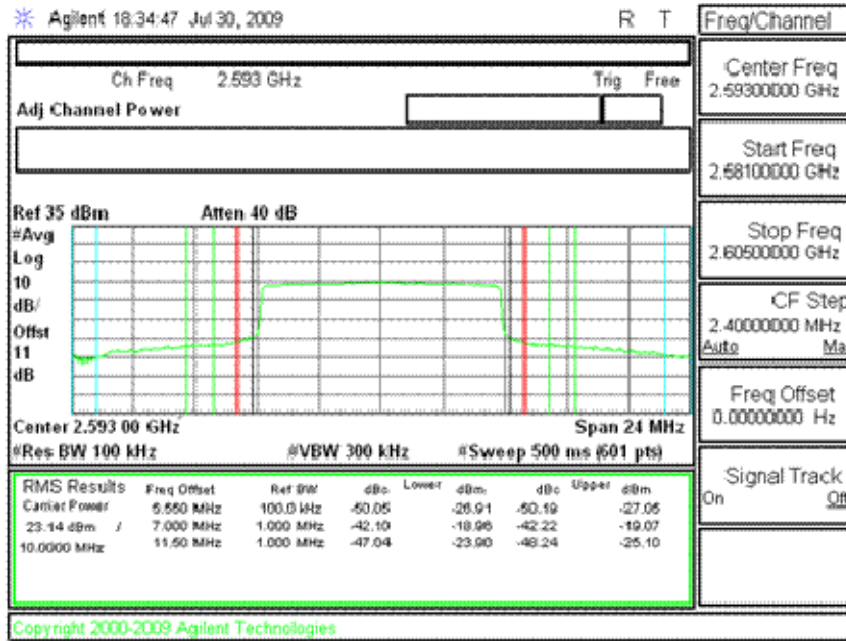 Agilent 18:34:47 Jul 30, 2009 R T
Freq/Channel
Ch Freq 2.593 GHz Trig Free
Adj Channel Power
Center Freq
2.59300000 GHz
Start Freq
2.58100000 GHz
Stop Freq
2.60500000 GHz
CF Step
2.40000000 MHz
Auto Ma
Freq Offset
0.00000000 Hz
Signal Track
On Off
Ref 35 dBm Atten 40 dB
#Avg
Log
10
dB/
Offst
11
dB
Center 2.593 00 GHz Span 24 MHz
#Res BW 100 kHz #VBW 300 kHz #Sweep 500 ms (601 pts)
RMS Results Freq Offset Ref BW dBc Lower dBm dBc Upper dBm
Carrier Power 5.550 MHz 100.0 kHz -50.05 -26.91 -50.19 -27.05
23.14 dBm / 7.000 MHz 1.000 MHz -42.10 -18.96 -42.22 -19.07
10.0000 MHz 11.50 MHz 1.000 MHz -47.04 -23.90 -48.24 -25.10
Copyright 2000-2009 Agilent Technologies